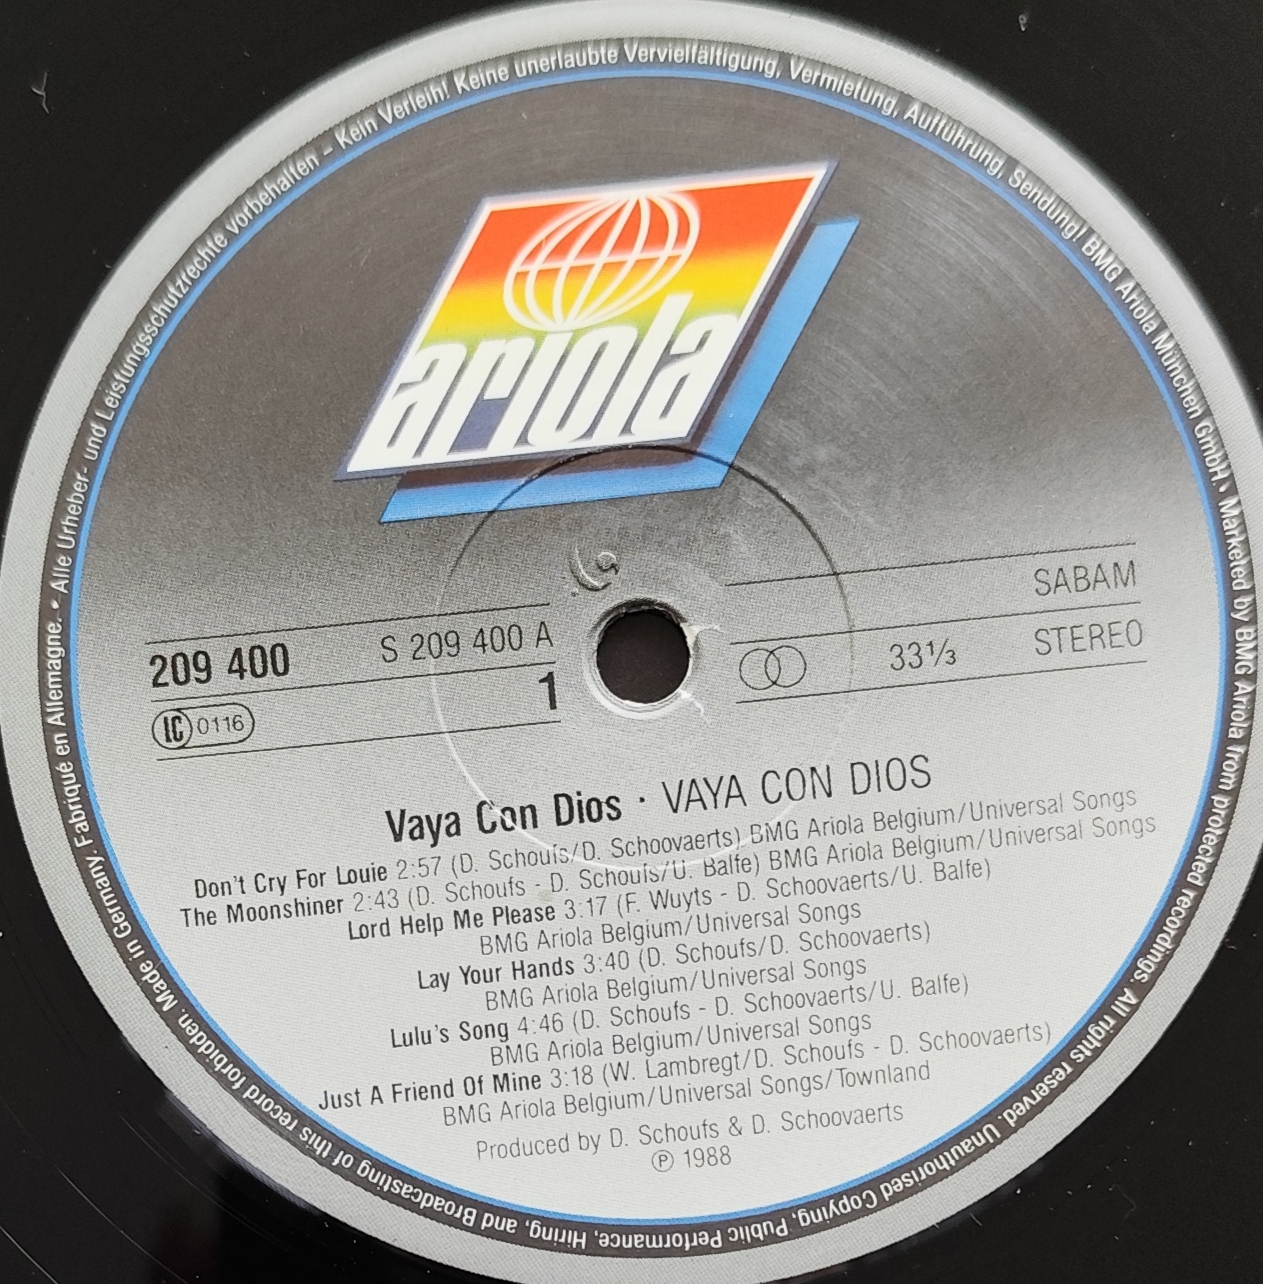 Alle Urheber- und Leistungsschutzrechte vorbehalten - Kein Verleih! Keine unerlaubte Vervielfältigung, Vermietung, Aufführung, Sendung! BMG Ariola München GmbH • Marketed by BMG Ariola from protected recordings. All rights reserved. Unauthorised Copying, Public Performance, Hiring, and Broadcasting of this record forbidden. Made in Germany. Fabriqué en Allemagne. •
ariola
SABAM
209 400 S 209 400 A
33⅓ STEREO
IC 0116 1
Vaya Con Dios · VAYA CON DIOS
Don't Cry For Louie 2:57 (D. Schoufs/D. Schoovaerts) BMG Ariola Belgium/Universal Songs
The Moonshiner 2:43 (D. Schoufs - D. Schoufs/U. Balfe) BMG Ariola Belgium/Universal Songs
Lord Help Me Please 3:17 (F. Wuyts - D. Schoovaerts/U. Balfe)
BMG Ariola Belgium/Universal Songs
Lay Your Hands 3:40 (D. Schoufs/D. Schoovaerts)
BMG Ariola Belgium/Universal Songs
Lulu's Song 4:46 (D. Schoufs - D. Schoovaerts/U. Balfe)
BMG Ariola Belgium/Universal Songs
Just A Friend Of Mine 3:18 (W. Lambregt/D. Schoufs - D. Schoovaerts)
BMG Ariola Belgium/Universal Songs/Townland
Produced by D. Schoufs & D. Schoovaerts
℗ 1988